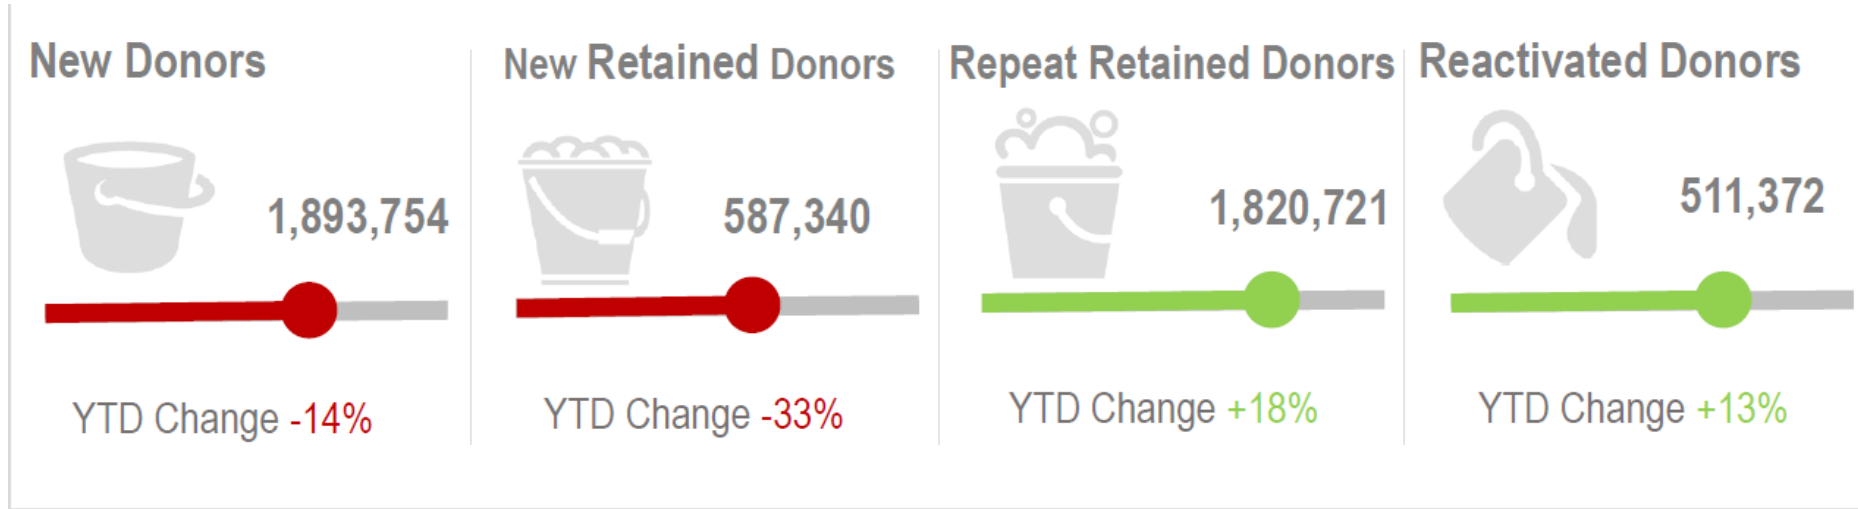 New Donors
1,893,754
YTD Change -14%
New Retained Donors
587,340
YTD Change -33%
Repeat Retained Donors
1,820,721
YTD Change +18%
Reactivated Donors
511,372
YTD Change +13%